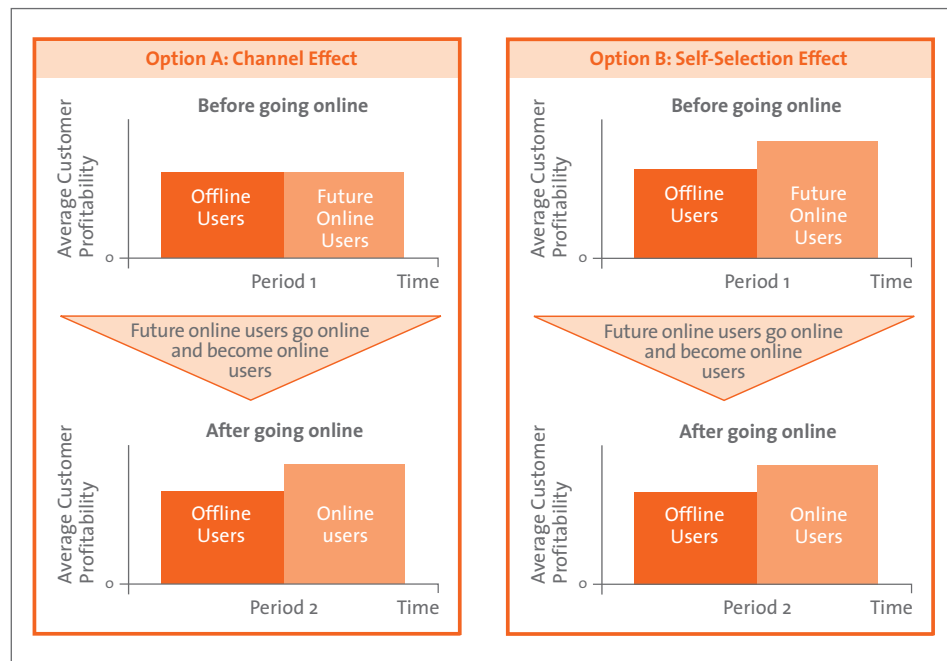 Option A: Channel Effect
Before going online
Average Customer
Profitability
Offline
Users
Future
Online
Users
o
Period 1
Time
Future online users go online
and become online
users
After going online
Average Customer
Profitability
Offline
Users
Online
users
o
Period 2
Time
Option B: Self-Selection Effect
Before going online
Average Customer
Profitability
Offline
Users
Future
Online
Users
o
Period 1
Time
Future online users go online
and become online
users
After going online
Average Customer
Profitability
Offline
Users
Online
Users
o
Period 2
Time